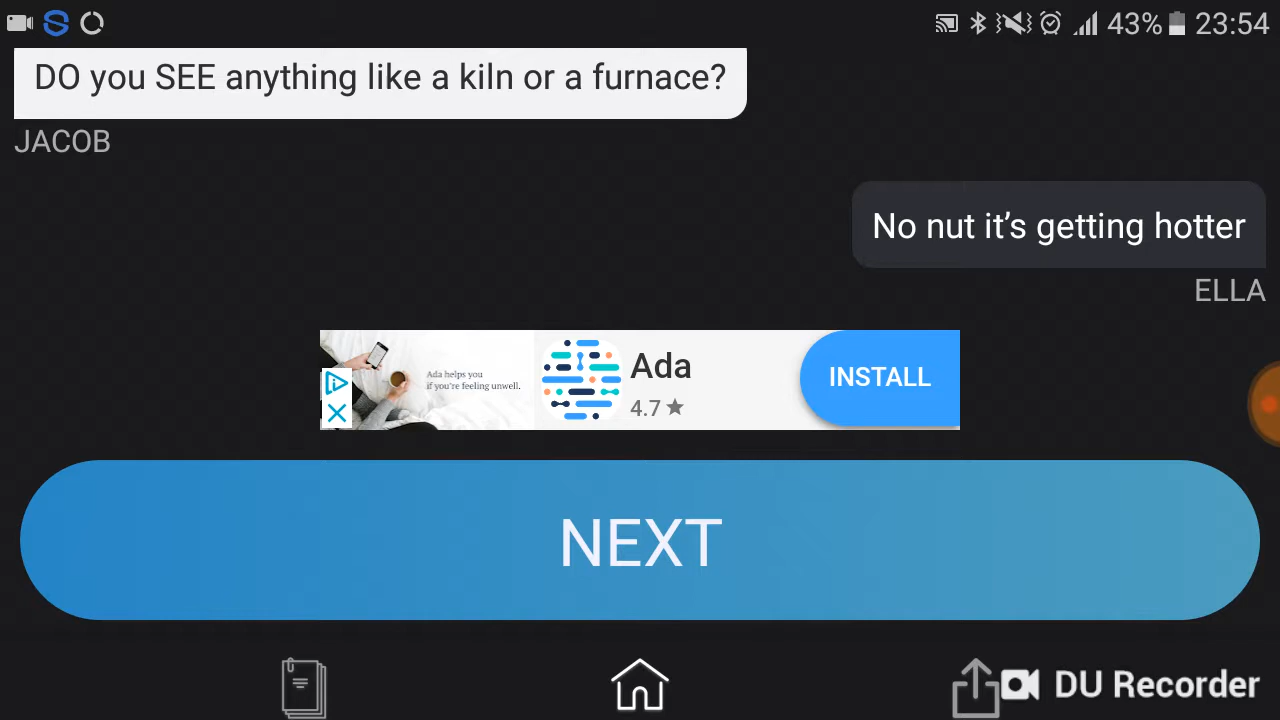 43% 23:54
DO you SEE anything like a kiln or a furnace?
JACOB
No nut it’s getting hotter
ELLA
Ada helps you
if you're feeling unwell.
Ada
4.7 ★
INSTALL
NEXT
DU Recorder